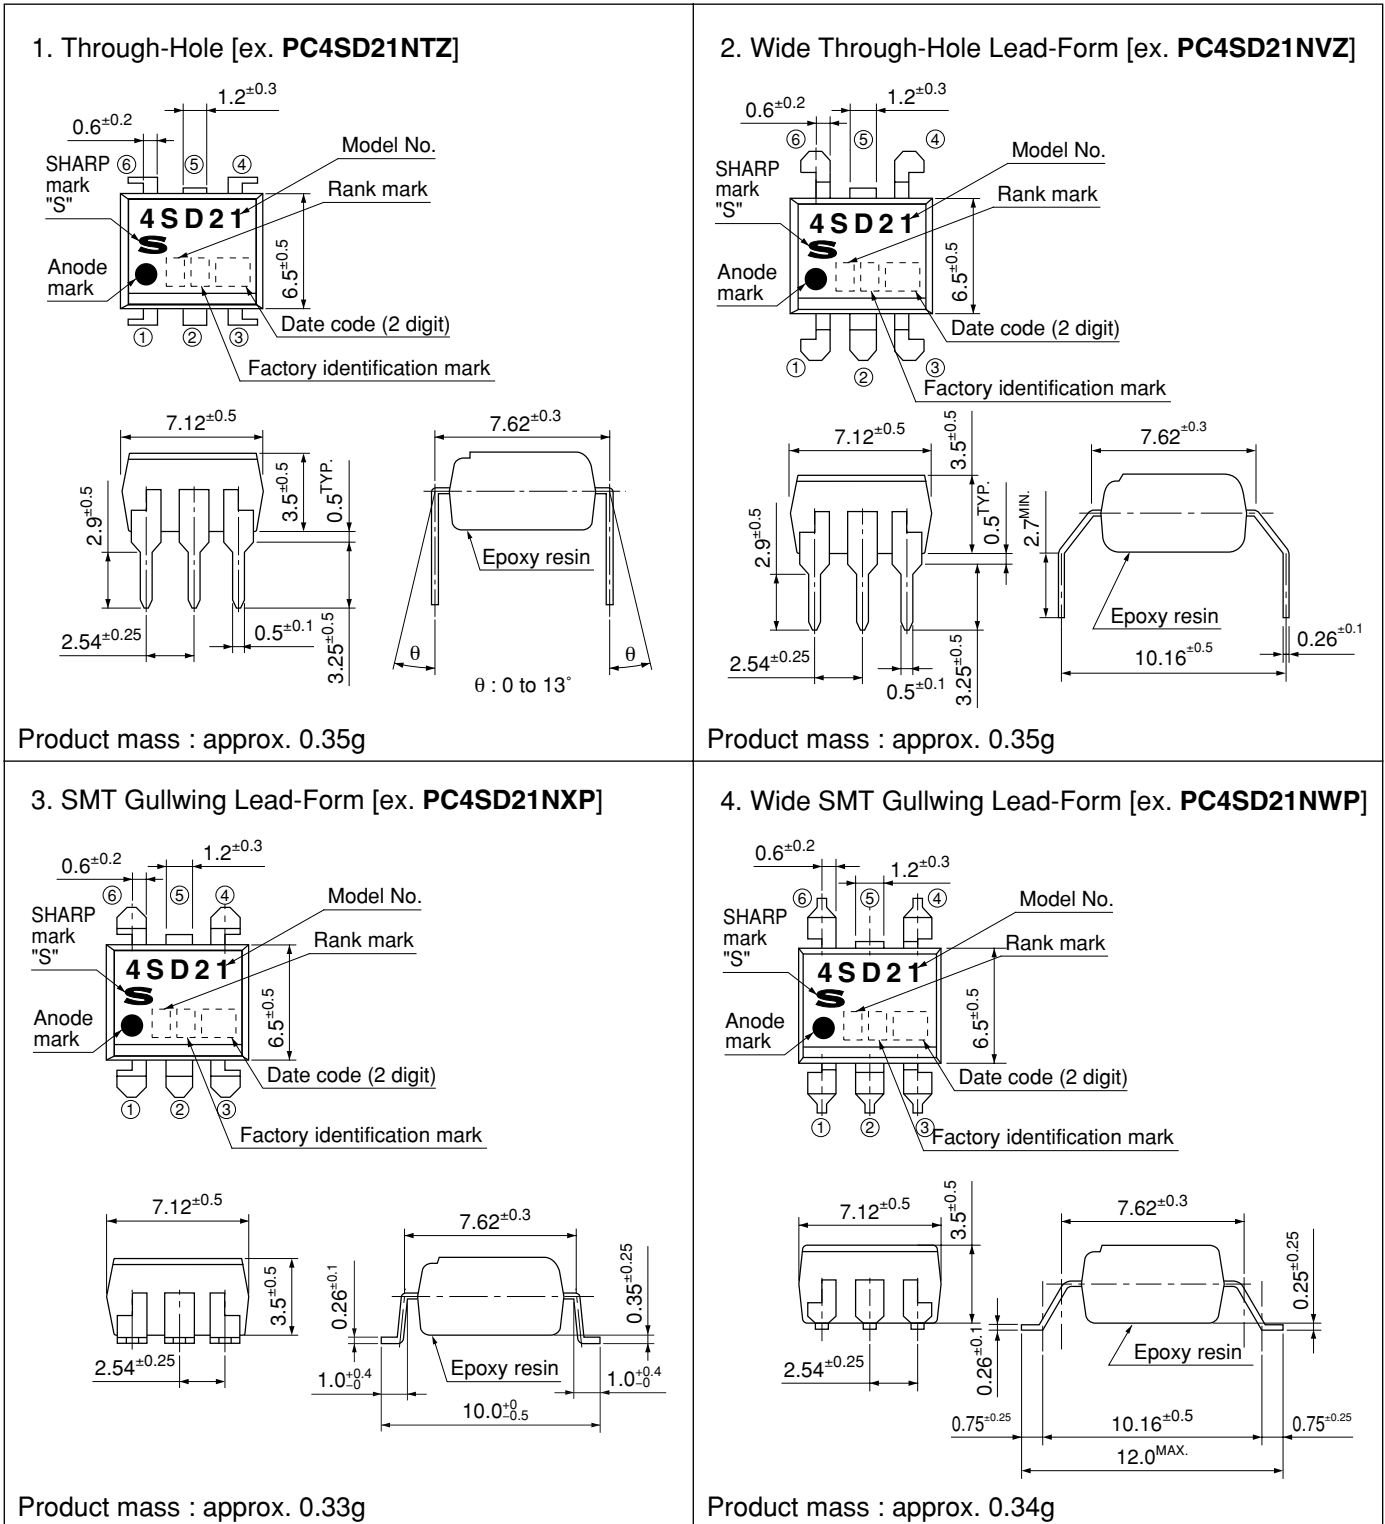 1. Through-Hole [ex. PC4SD21NTZ]
1.2±0.3
0.6±0.2
⑥ ⑤ ④
Model No.
SHARP
mark
"S"
Rank mark
4SD21
S
6.5±0.5
Anode
mark
Date code (2 digit)
① ② ③
Factory identification mark
7.12±0.5
7.62±0.3
3.5±0.5
0.5TYP.
2.9±0.5
Epoxy resin
2.54±0.25
0.5±0.1
3.25±0.5
θ θ
θ : 0 to 13˚
Product mass : approx. 0.35g
2. Wide Through-Hole Lead-Form [ex. PC4SD21NVZ]
0.6±0.2
1.2±0.3
⑥ ⑤ ④
Model No.
SHARP
mark
"S"
Rank mark
4SD21
S
6.5±0.5
Anode
mark
Date code (2 digit)
① ② ③
Factory identification mark
7.12±0.5
3.5±0.5
7.62±0.3
0.5TYP.
2.7MIN.
2.9±0.5
Epoxy resin
0.26±0.1
2.54±0.25
0.5±0.1
3.25±0.5
10.16±0.5
Product mass : approx. 0.35g
3. SMT Gullwing Lead-Form [ex. PC4SD21NXP]
0.6±0.2
1.2±0.3
⑥ ⑤ ④
Model No.
SHARP
mark
"S"
Rank mark
4SD21
S
6.5±0.5
Anode
mark
Date code (2 digit)
① ② ③
Factory identification mark
7.12±0.5
7.62±0.3
3.5±0.5
0.26±0.1
0.35±0.25
2.54±0.25
Epoxy resin
1.0+0.4−0
1.0+0.4−0
10.0+0−0.5
Product mass : approx. 0.33g
4. Wide SMT Gullwing Lead-Form [ex. PC4SD21NWP]
0.6±0.2
1.2±0.3
⑥ ⑤ ④
Model No.
SHARP
mark
"S"
Rank mark
4SD21
S
6.5±0.5
Anode
mark
Date code (2 digit)
① ② ③
Factory identification mark
7.12±0.5
3.5±0.5
7.62±0.3
0.25±0.25
0.26±0.1
2.54±0.25
Epoxy resin
0.75±0.25
10.16±0.5
0.75±0.25
12.0MAX.
Product mass : approx. 0.34g